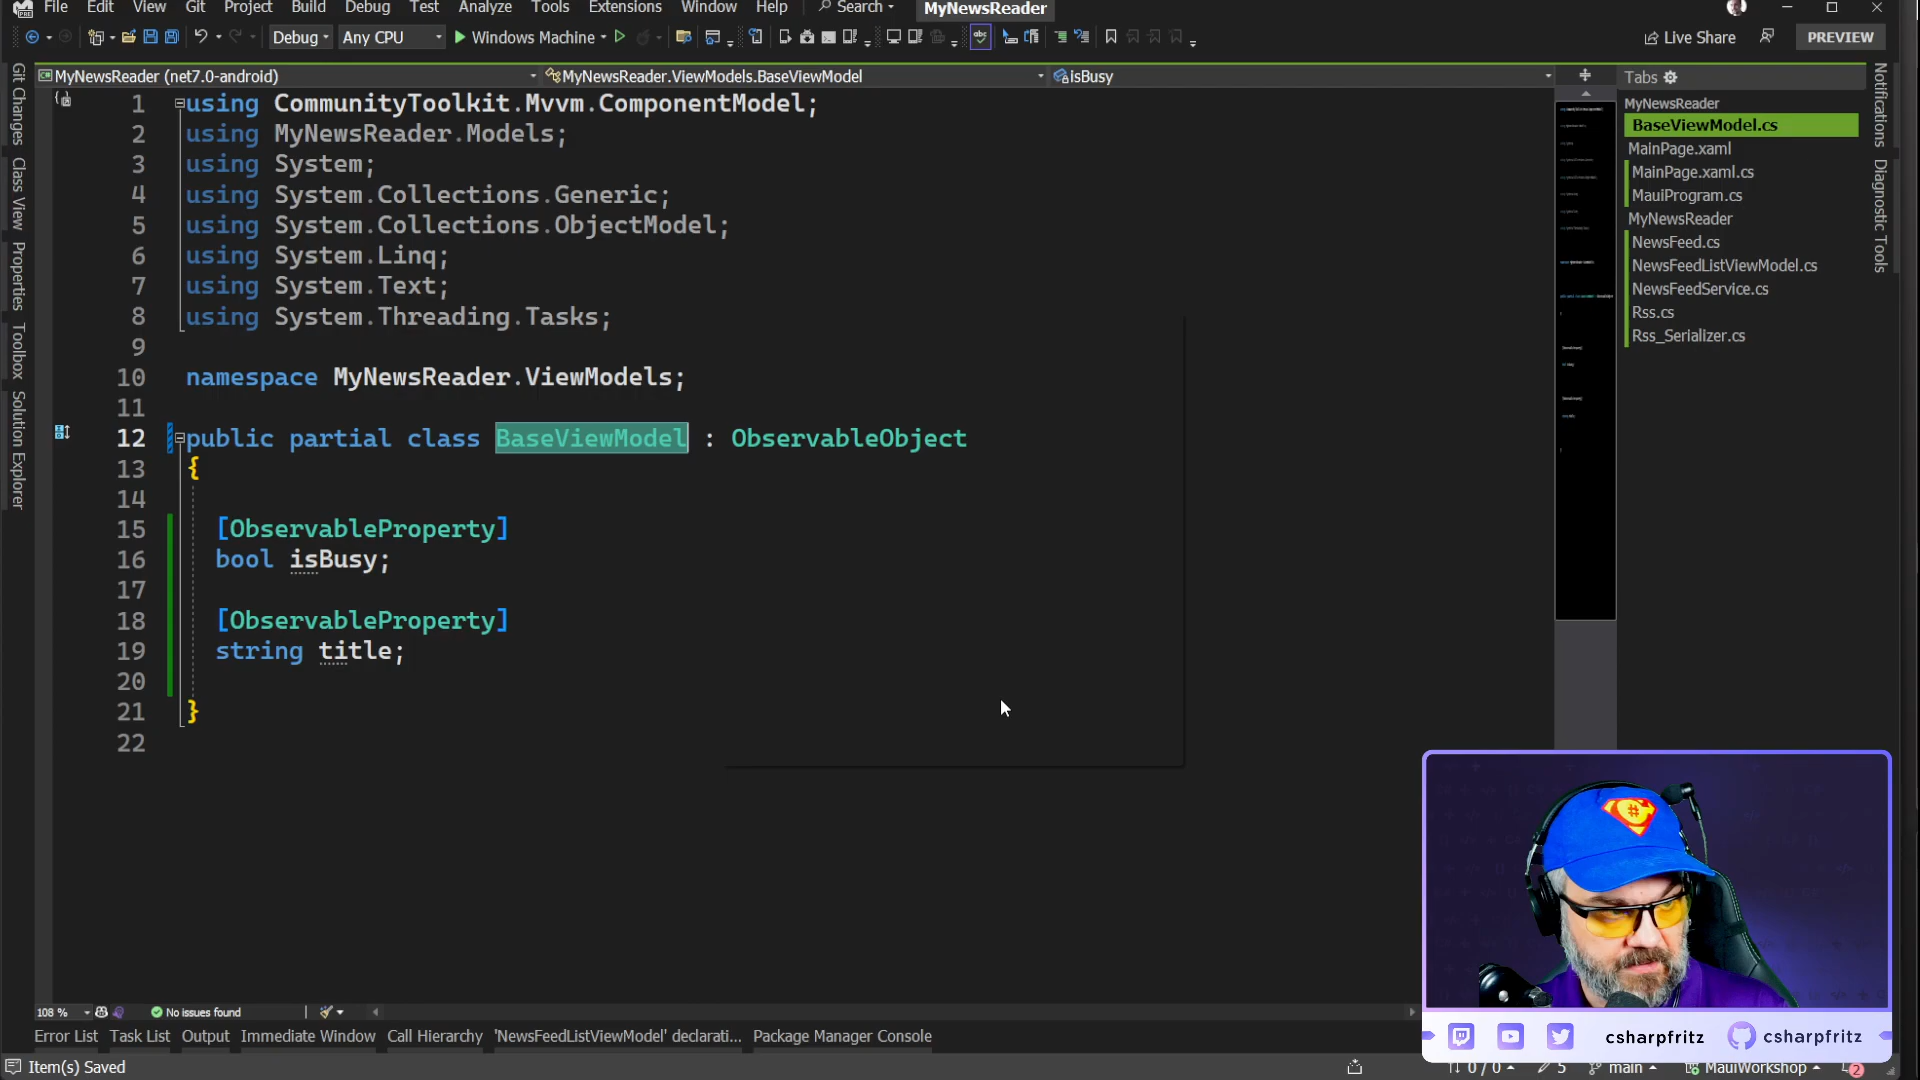 File Edit View Git Project Build Debug Test Analyze Tools Extensions Window Help Search MyNewsReader
Debug Any CPU Windows Machine Live Share PREVIEW
MyNewsReader (net7.0-android) MyNewsReader.ViewModels.BaseViewModel isBusy
Git Changes
Class View
Properties
Toolbox
Solution Explorer
1 using CommunityToolkit.Mvvm.ComponentModel;
2 using MyNewsReader.Models;
3 using System;
4 using System.Collections.Generic;
5 using System.Collections.ObjectModel;
6 using System.Linq;
7 using System.Text;
8 using System.Threading.Tasks;
9
10 namespace MyNewsReader.ViewModels;
11
12 public partial class BaseViewModel : ObservableObject
13 {
14
15 [ObservableProperty]
16 bool isBusy;
17
18 [ObservableProperty]
19 string title;
20
21 }
22
Tabs
MyNewsReader
BaseViewModel.cs
MainPage.xaml
MainPage.xaml.cs
MauiProgram.cs
MyNewsReader
NewsFeed.cs
NewsFeedListViewModel.cs
NewsFeedService.cs
Rss.cs
Rss_Serializer.cs
Notifications
Diagnostic Tools
108 % No issues found
Error List Task List Output Immediate Window Call Hierarchy 'NewsFeedListViewModel' declarati... Package Manager Console
csharpfritz csharpfritz
Item(s) Saved 0 / 0 5 main MauiWorkshop 2